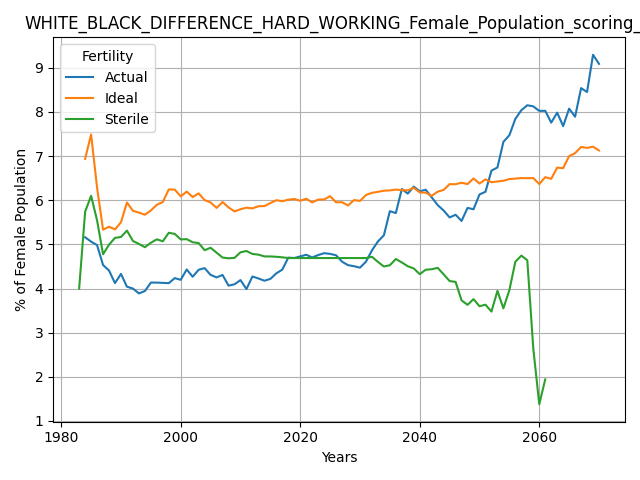 WHITE_BLACK_DIFFERENCE_HARD_WORKING_Female_Population_scoring_
Fertility
Actual
Ideal
Sterile
% of Female Population
9
8
7
6
5
4
3
2
1
1980 2000 2020 2040 2060
Years